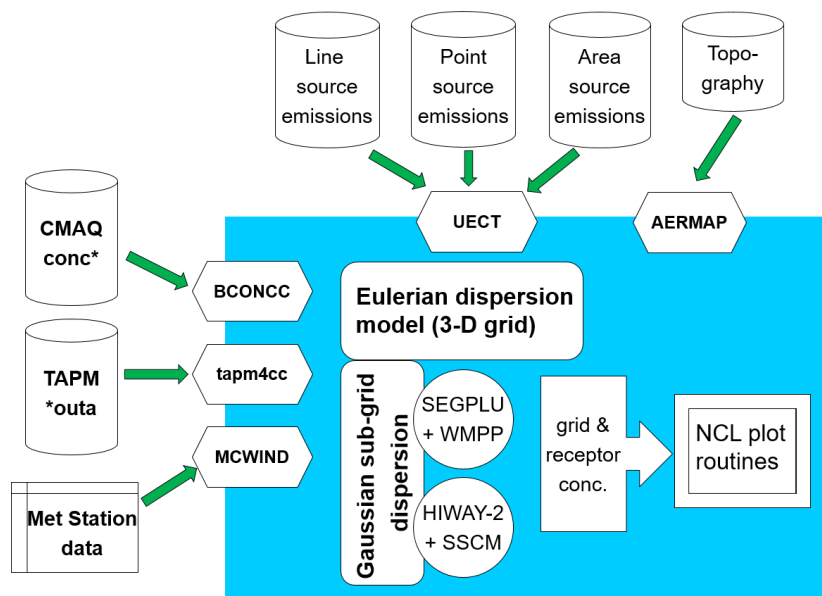 Line
source
emissions
Point
source
emissions
Area
source
emissions
Topo-
graphy
UECT
AERMAP
CMAQ
conc*
BCONCC
TAPM
*outa
tapm4cc
MCWIND
Met Station
data
Eulerian dispersion
model (3-D grid)
Gaussian sub-grid
dispersion
SEGPLU
+ WMPP
HIWAY-2
+ SSCM
grid &
receptor
conc.
NCL plot
routines